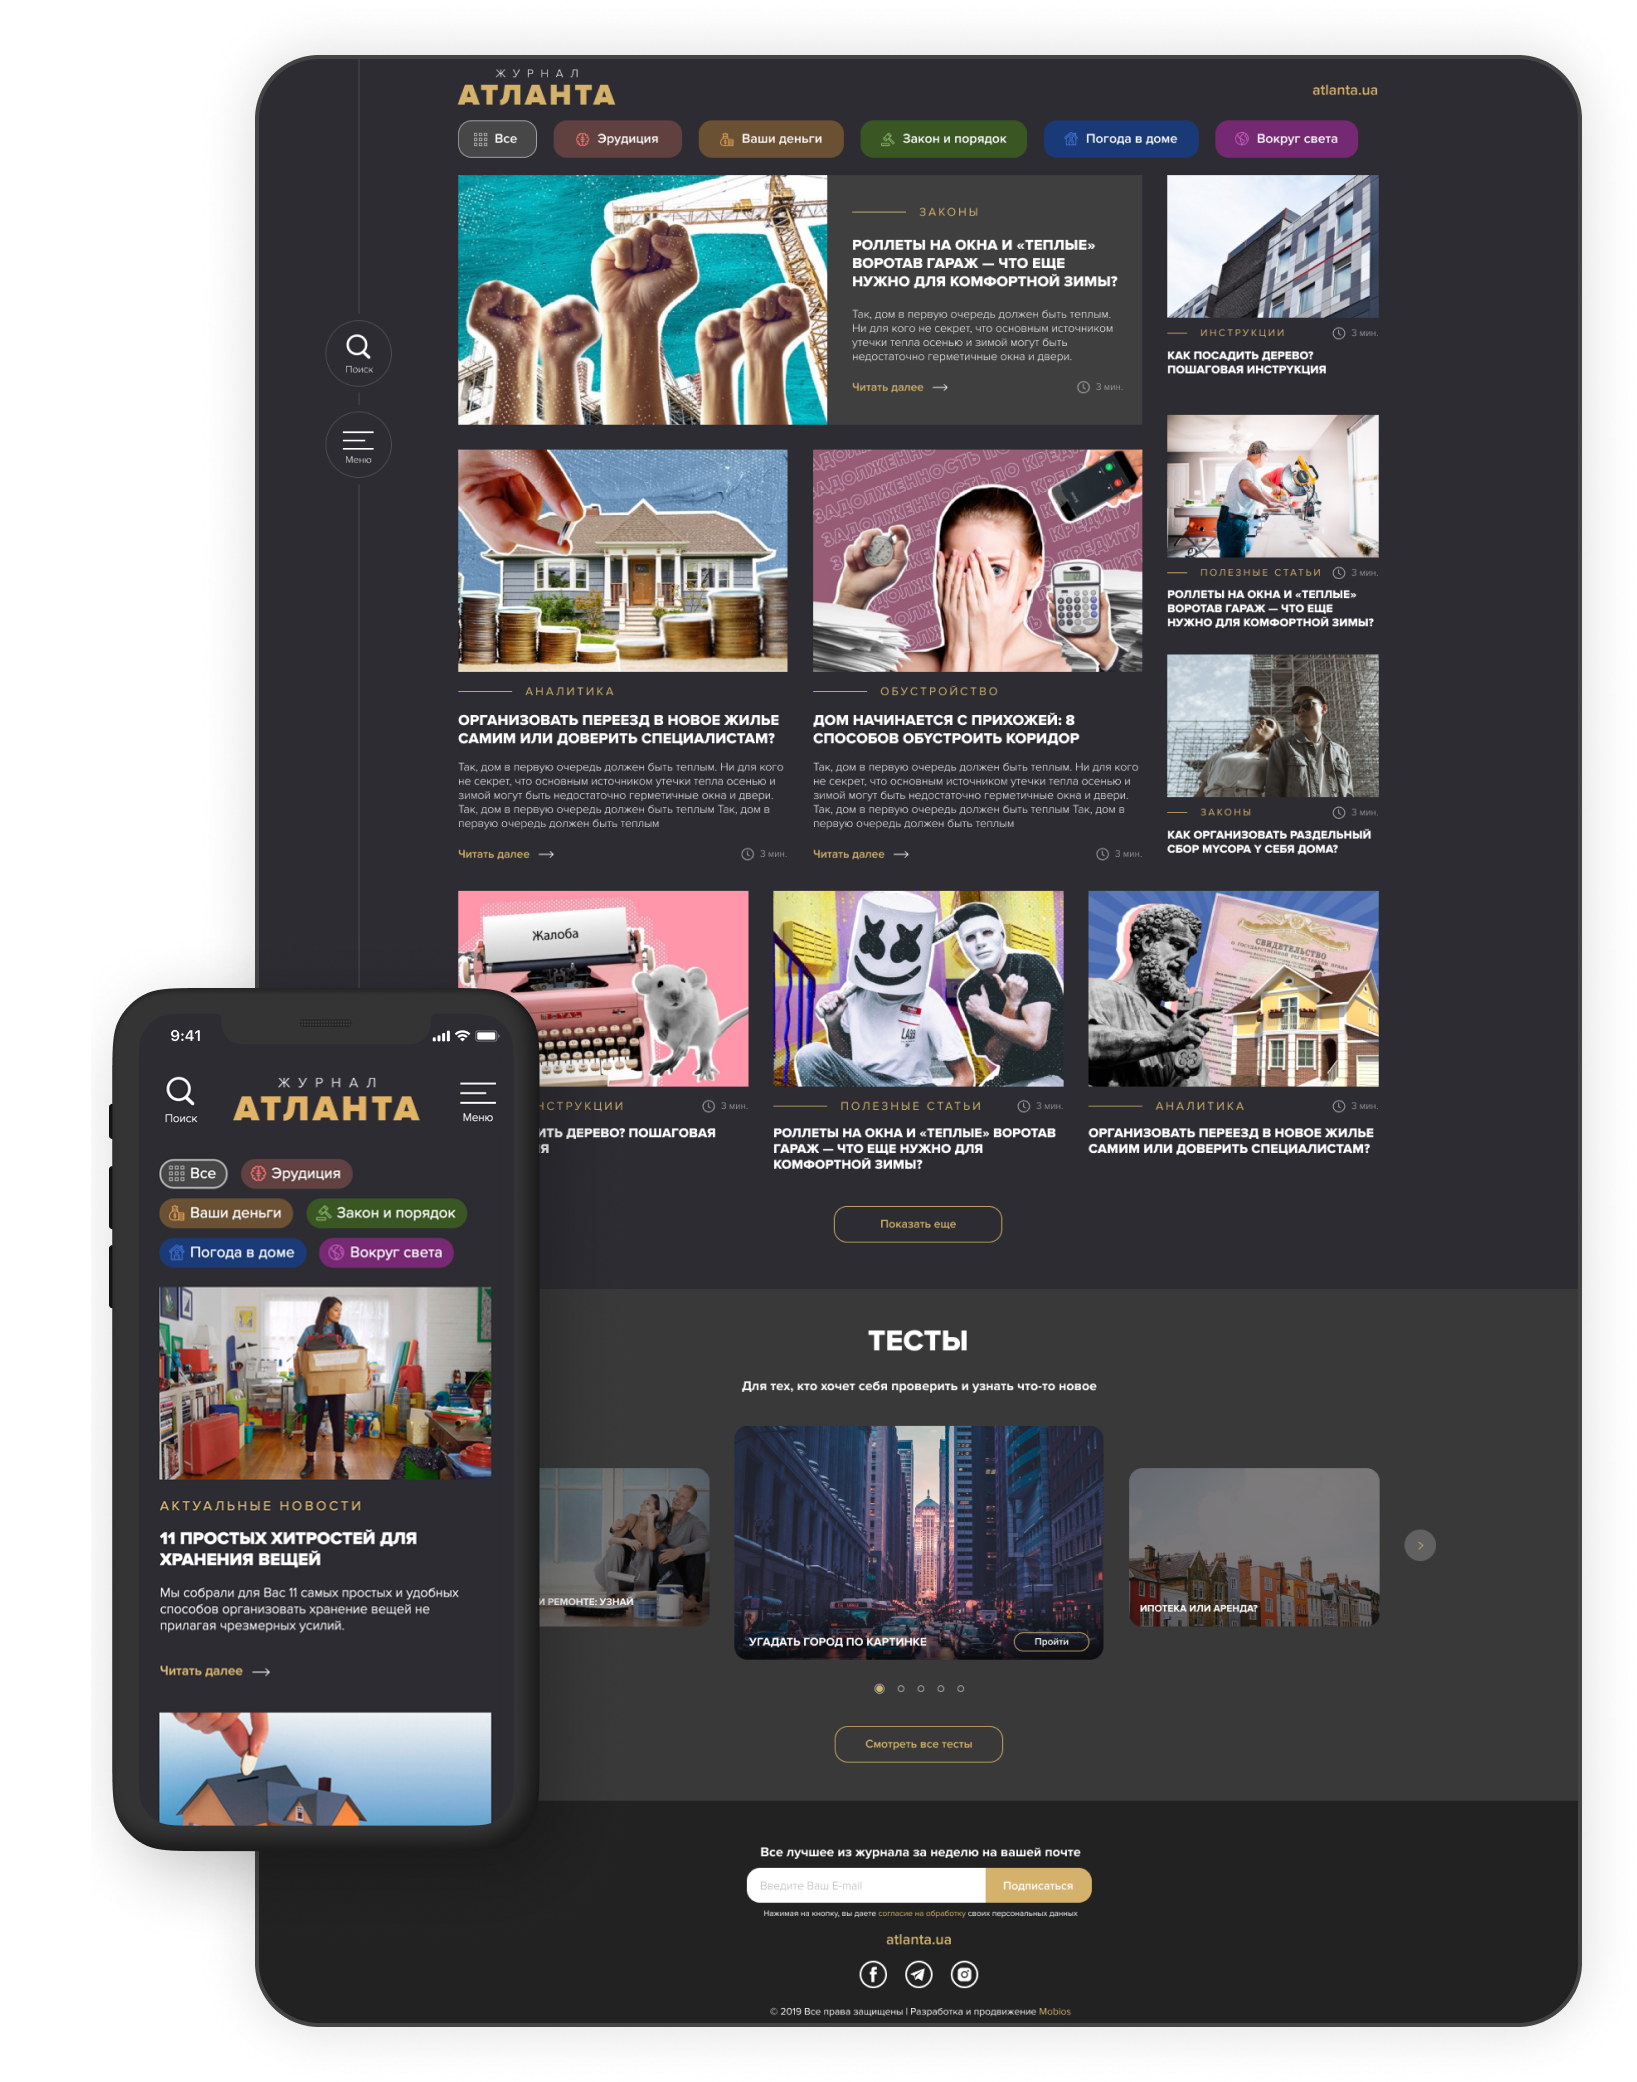 ЖУРНАЛ
АТЛАНТА
atlanta.ua
Все
Эрудиция
Ваши деньги
Закон и порядок
Погода в доме
Вокруг света
Поиск
Меню
ЗАКОНЫ
РОЛЛЕТЫ НА ОКНА И «ТЕПЛЫЕ»
ВОРОТАВ ГАРАЖ — ЧТО ЕЩЕ
НУЖНО ДЛЯ КОМФОРТНОЙ ЗИМЫ?
Так, дом в первую очередь должен быть теплым.
Ни для кого не секрет, что основным источником
утечки тепла осенью и зимой могут быть
недостаточно герметичные окна и двери.
Читать далее
3 мин.
ИНСТРУКЦИИ
3 мин.
КАК ПОСАДИТЬ ДЕРЕВО?
ПОШАГОВАЯ ИНСТРУКЦИЯ
ПОЛЕЗНЫЕ СТАТЬИ
3 мин.
РОЛЛЕТЫ НА ОКНА И «ТЕПЛЫЕ»
ВОРОТАВ ГАРАЖ — ЧТО ЕЩЕ
НУЖНО ДЛЯ КОМФОРТНОЙ ЗИМЫ?
ЗАКОНЫ
3 мин.
КАК ОРГАНИЗОВАТЬ РАЗДЕЛЬНЫЙ
СБОР МУСОРА У СЕБЯ ДОМА?
ЗАДОЛЖЕННОСТЬ ПО КРЕДИТУ
АНАЛИТИКА
ОРГАНИЗОВАТЬ ПЕРЕЕЗД В НОВОЕ ЖИЛЬЕ
САМИМ ИЛИ ДОВЕРИТЬ СПЕЦИАЛИСТАМ?
Так, дом в первую очередь должен быть теплым. Ни для кого
не секрет, что основным источником утечки тепла осенью и
зимой могут быть недостаточно герметичные окна и двери.
Так, дом в первую очередь должен быть теплым Так, дом в
первую очередь должен быть теплым
Читать далее
3 мин.
ОБУСТРОЙСТВО
ДОМ НАЧИНАЕТСЯ С ПРИХОЖЕЙ: 8
СПОСОБОВ ОБУСТРОИТЬ КОРИДОР
Так, дом в первую очередь должен быть теплым. Ни для кого
не секрет, что основным источником утечки тепла осенью и
зимой могут быть недостаточно герметичные окна и двери.
Так, дом в первую очередь должен быть теплым Так, дом в
первую очередь должен быть теплым
Читать далее
3 мин.
Жалоба
СВИДЕТЕЛЬСТВО
О ГОСУДАРСТВЕННОЙ РЕГИСТРАЦИИ ПРАВА
НСТРУКЦИИ
3 мин.
ИТЬ ДЕРЕВО? ПОШАГОВАЯ
Я
ПОЛЕЗНЫЕ СТАТЬИ
3 мин.
РОЛЛЕТЫ НА ОКНА И «ТЕПЛЫЕ» ВОРОТАВ
ГАРАЖ — ЧТО ЕЩЕ НУЖНО ДЛЯ
КОМФОРТНОЙ ЗИМЫ?
АНАЛИТИКА
3 мин.
ОРГАНИЗОВАТЬ ПЕРЕЕЗД В НОВОЕ ЖИЛЬЕ
САМИМ ИЛИ ДОВЕРИТЬ СПЕЦИАЛИСТАМ?
Показать еще
ТЕСТЫ
Для тех, кто хочет себя проверить и узнать что-то новое
И РЕМОНТЕ: УЗНАЙ
УГАДАТЬ ГОРОД ПО КАРТИНКЕ
Пройти
ИПОТЕКА ИЛИ АРЕНДА?
Смотреть все тесты
Все лучшее из журнала за неделю на вашей почте
Введите Ваш E-mail
Подписаться
Нажимая на кнопку, вы даете согласие на обработку своих персональных данных
atlanta.ua
© 2019 Все права защищены | Разработка и продвижение Mobios
9:41
Поиск
ЖУРНАЛ
АТЛАНТА
Меню
Все
Эрудиция
Ваши деньги
Закон и порядок
Погода в доме
Вокруг света
АКТУАЛЬНЫЕ НОВОСТИ
11 ПРОСТЫХ ХИТРОСТЕЙ ДЛЯ
ХРАНЕНИЯ ВЕЩЕЙ
Мы собрали для Вас 11 самых простых и удобных
способов организовать хранение вещей не
прилагая чрезмерных усилий.
Читать далее